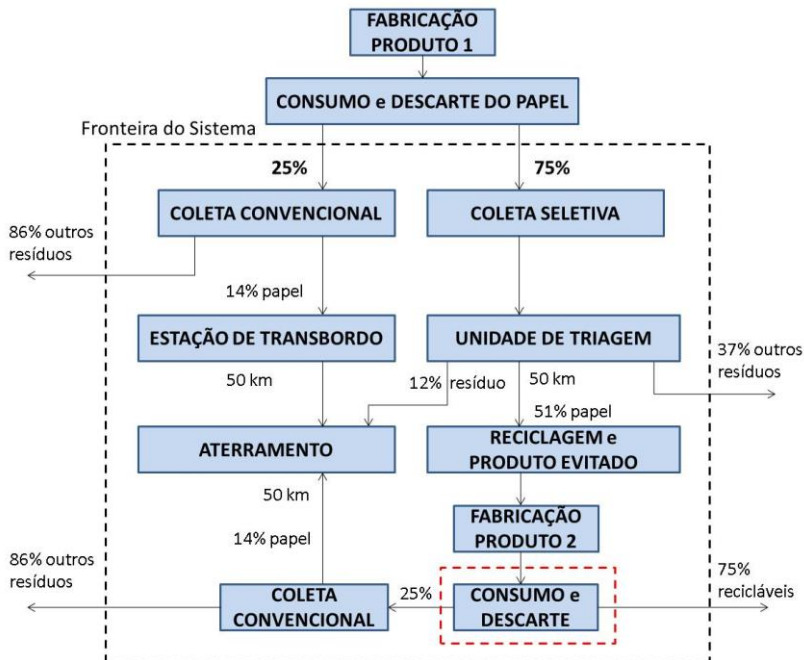 FABRICAÇÃO
PRODUTO 1
CONSUMO e DESCARTE DO PAPEL
Fronteira do Sistema
25%
75%
COLETA CONVENCIONAL
COLETA SELETIVA
86% outros
resíduos
14% papel
ESTAÇÃO DE TRANSBORDO
UNIDADE DE TRIAGEM
37% outros
resíduos
50 km
12% resíduo
50 km
51% papel
ATERRAMENTO
RECICLAGEM e
PRODUTO EVITADO
50 km
FABRICAÇÃO
PRODUTO 2
14% papel
86% outros
resíduos
COLETA
CONVENCIONAL
25%
CONSUMO e
DESCARTE
75%
recicláveis